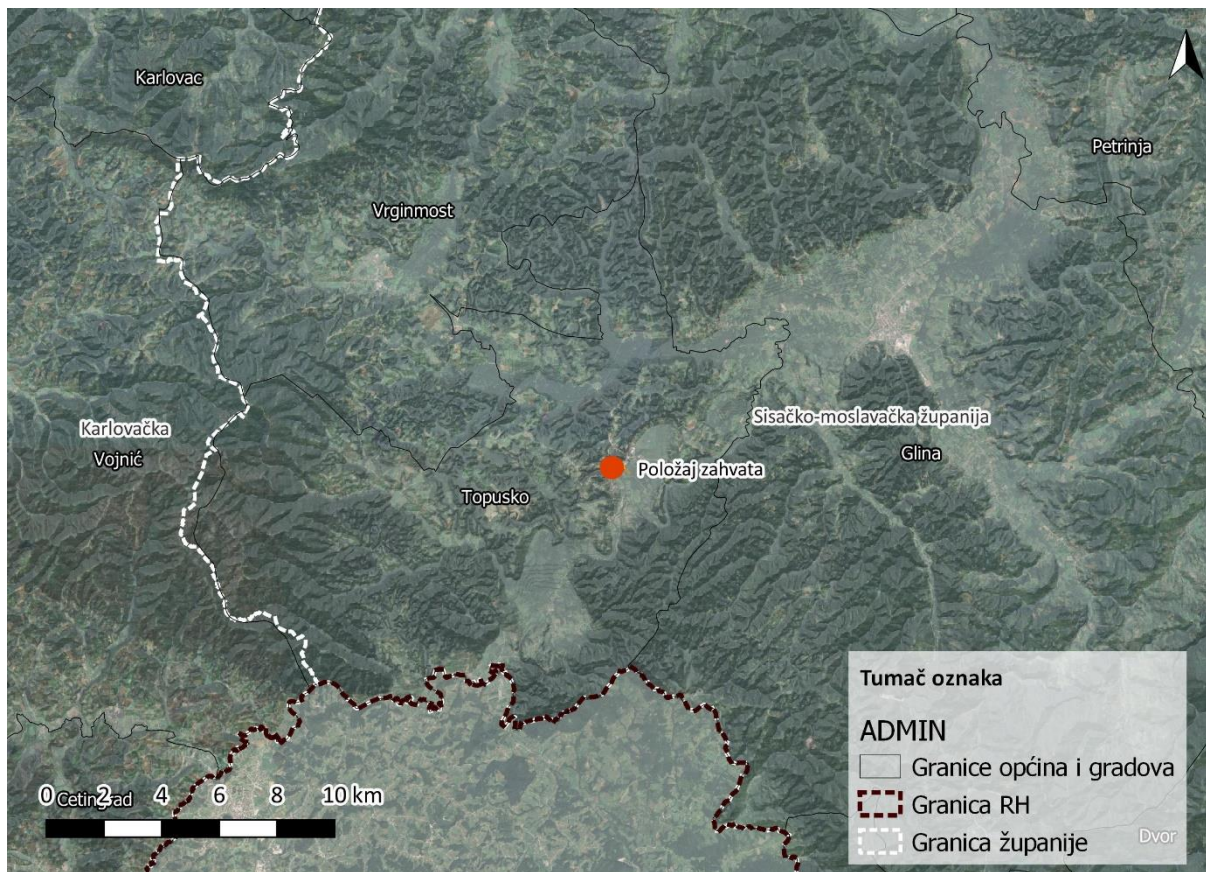 Karlovac
Petrinja
Vrginmost
Sisačko-moslavačka županija
Karlovačka
Vojnić
Glina
Položaj zahvata
Topusko
Tumač oznaka
ADMIN
Granice općina i gradova
Granica RH
Granica županije
0 2 4 6 8 10 km
Cetingrad
Dvor